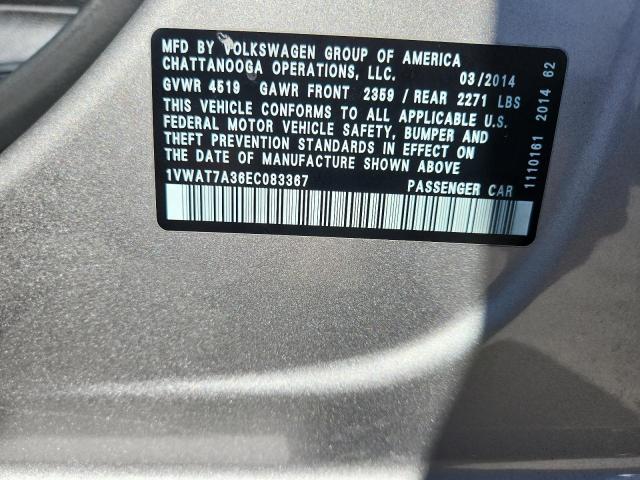 MFD BY VOLKSWAGEN GROUP OF AMERICA
CHATTANOOGA OPERATIONS, LLC. 03/2014
GVWR 4519 GAWR FRONT 2359 / REAR 2271 LBS
THIS VEHICLE CONFORMS TO ALL APPLICABLE U.S.
FEDERAL MOTOR VEHICLE SAFETY, BUMPER AND
THEFT PREVENTION STANDARDS IN EFFECT ON
THE DATE OF MANUFACTURE SHOWN ABOVE
1VWAT7A36EC083367 PASSENGER CAR
1110161 2014 62